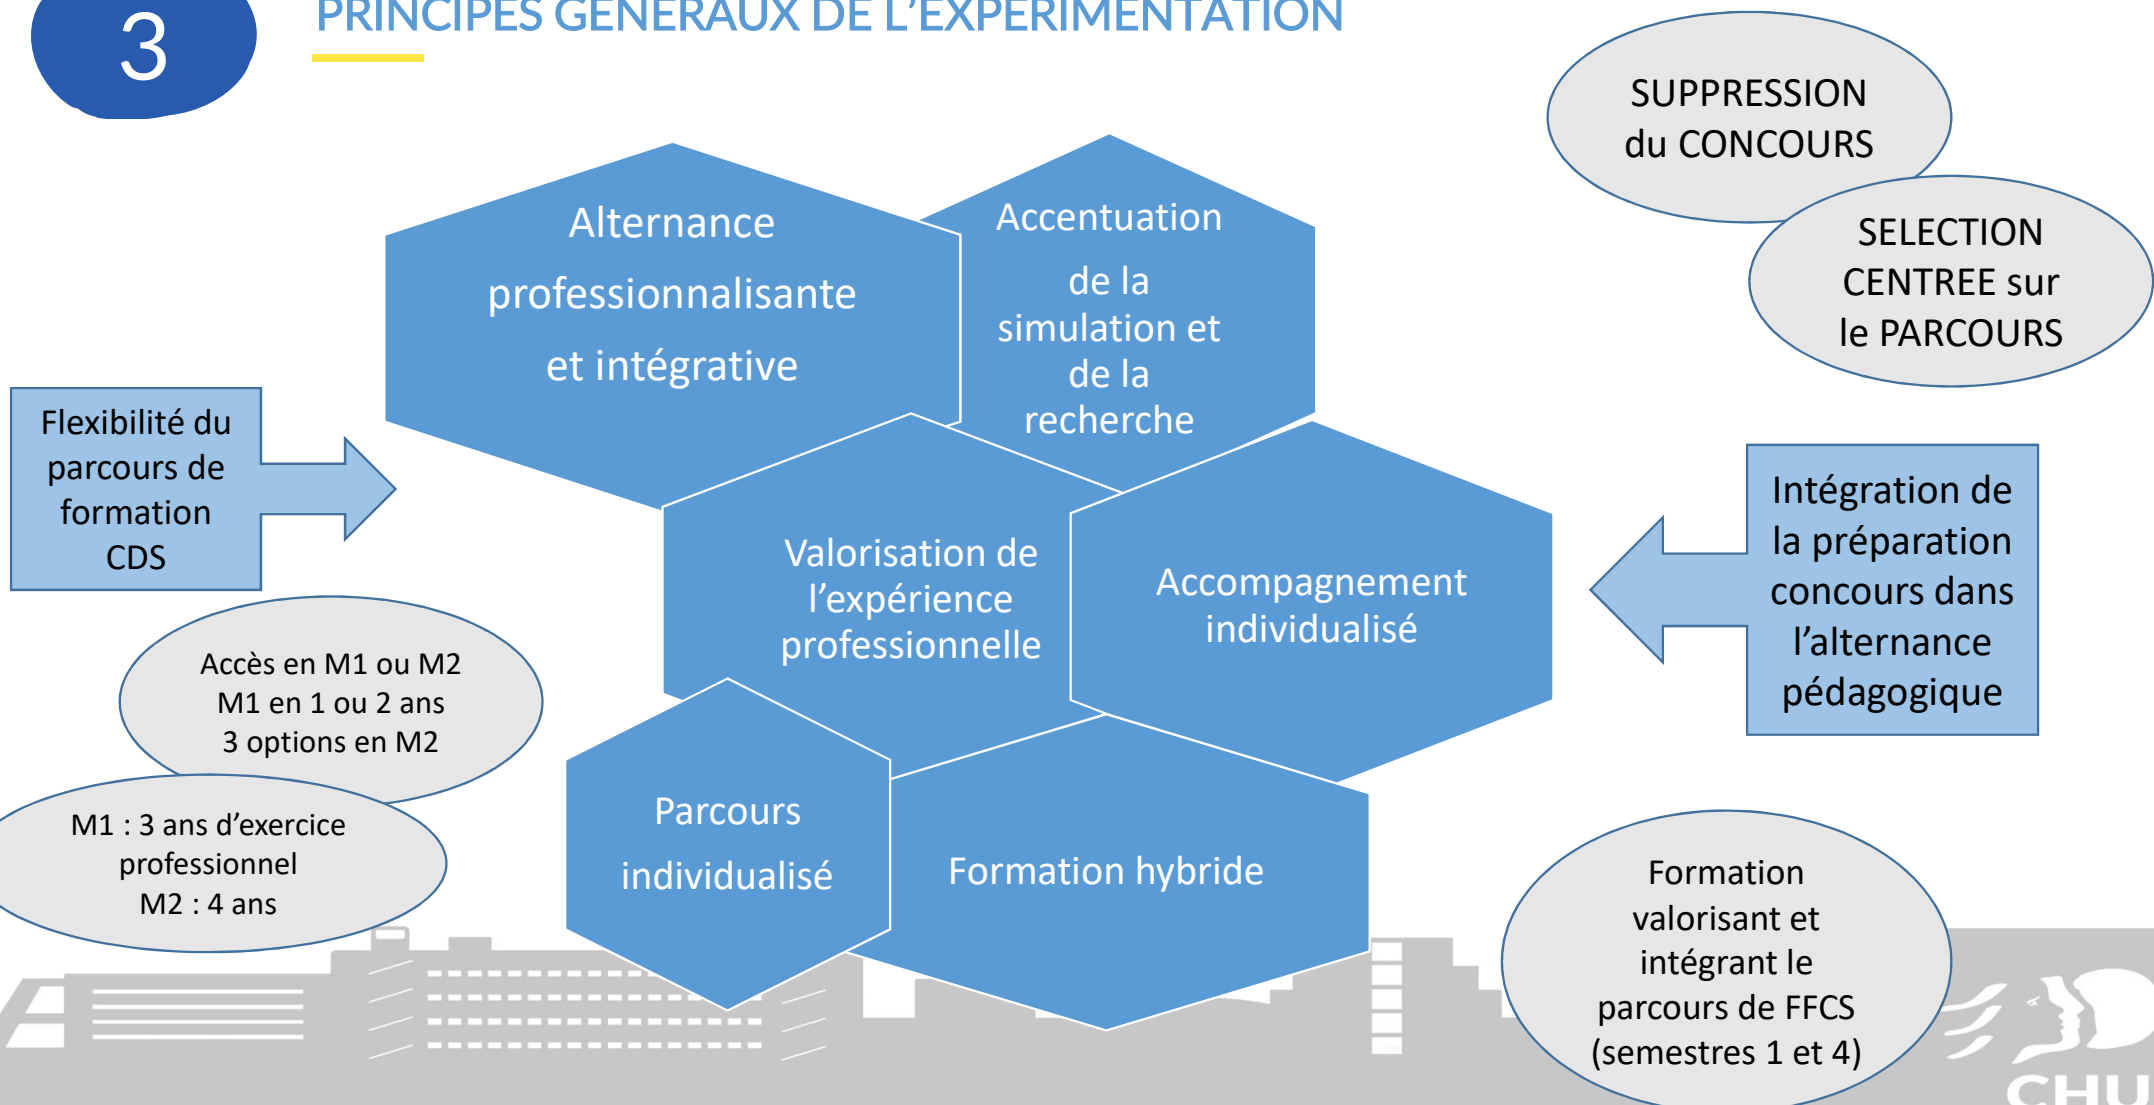 3
PRINCIPES GENERAUX DE L'EXPERIMENTATION
SUPPRESSION
du CONCOURS
SELECTION
CENTREE sur
le PARCOURS
Alternance
professionnalisante
et intégrative
Accentuation
de la
simulation et
de la
recherche
Flexibilité du
parcours de
formation
CDS
Valorisation de
l’expérience
professionnelle
Accompagnement
individualisé
Intégration de
la préparation
concours dans
l’alternance
pédagogique
Accès en M1 ou M2
M1 en 1 ou 2 ans
3 options en M2
M1 : 3 ans d’exercice
professionnel
M2 : 4 ans
Parcours
individualisé
Formation hybride
Formation
valorisant et
intégrant le
parcours de FFCS
(semestres 1 et 4)
CHU